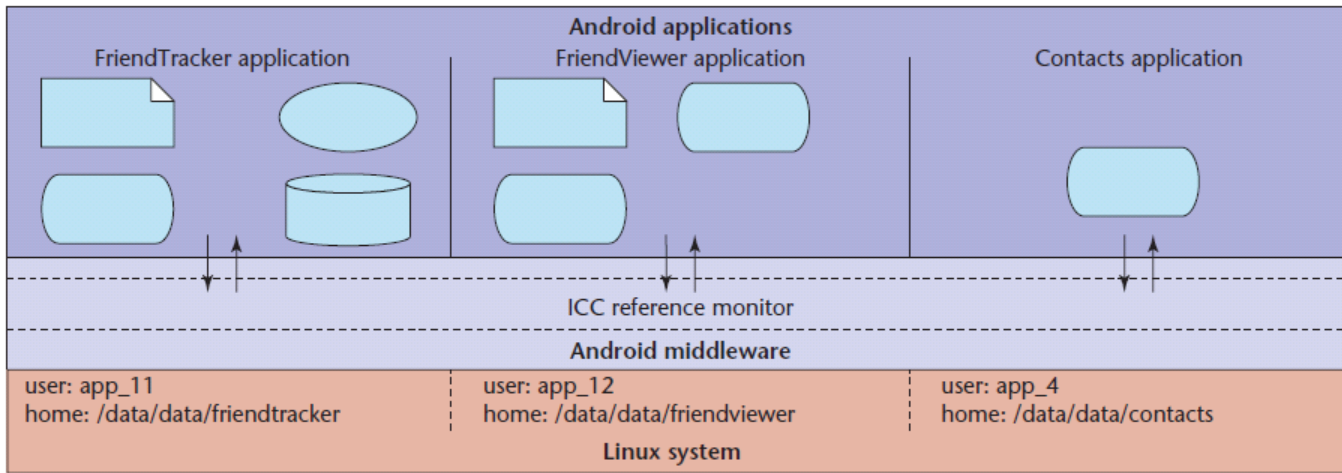 Android applications
FriendTracker application
FriendViewer application
Contacts application
ICC reference monitor
Android middleware
user: app_11
home: /data/data/friendtracker
user: app_12
home: /data/data/friendviewer
user: app_4
home: /data/data/contacts
Linux system